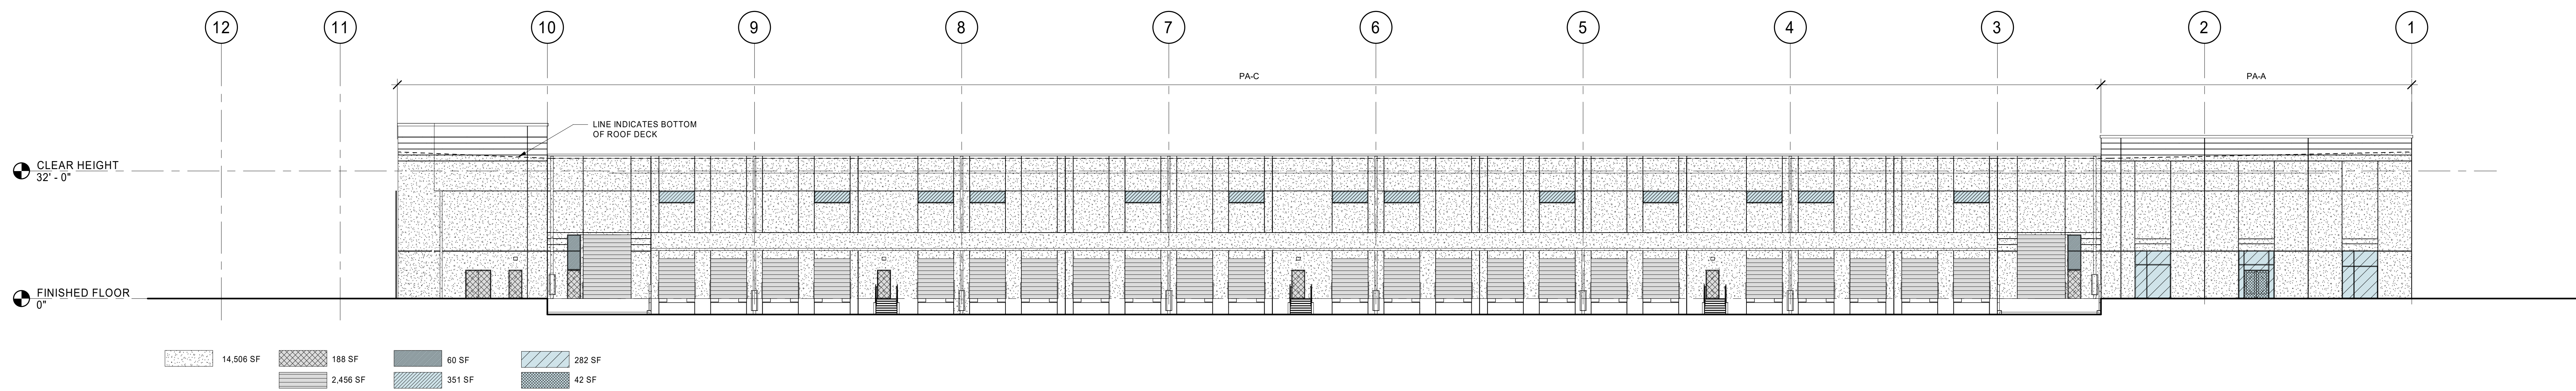 12 11 10 9 8 7 6 5 4 3 2 1
PA-C PA-A
LINE INDICATES BOTTOM
OF ROOF DECK
CLEAR HEIGHT
32' - 0"
FINISHED FLOOR
0"
14,506 SF 188 SF 60 SF 282 SF
2,456 SF 351 SF 42 SF